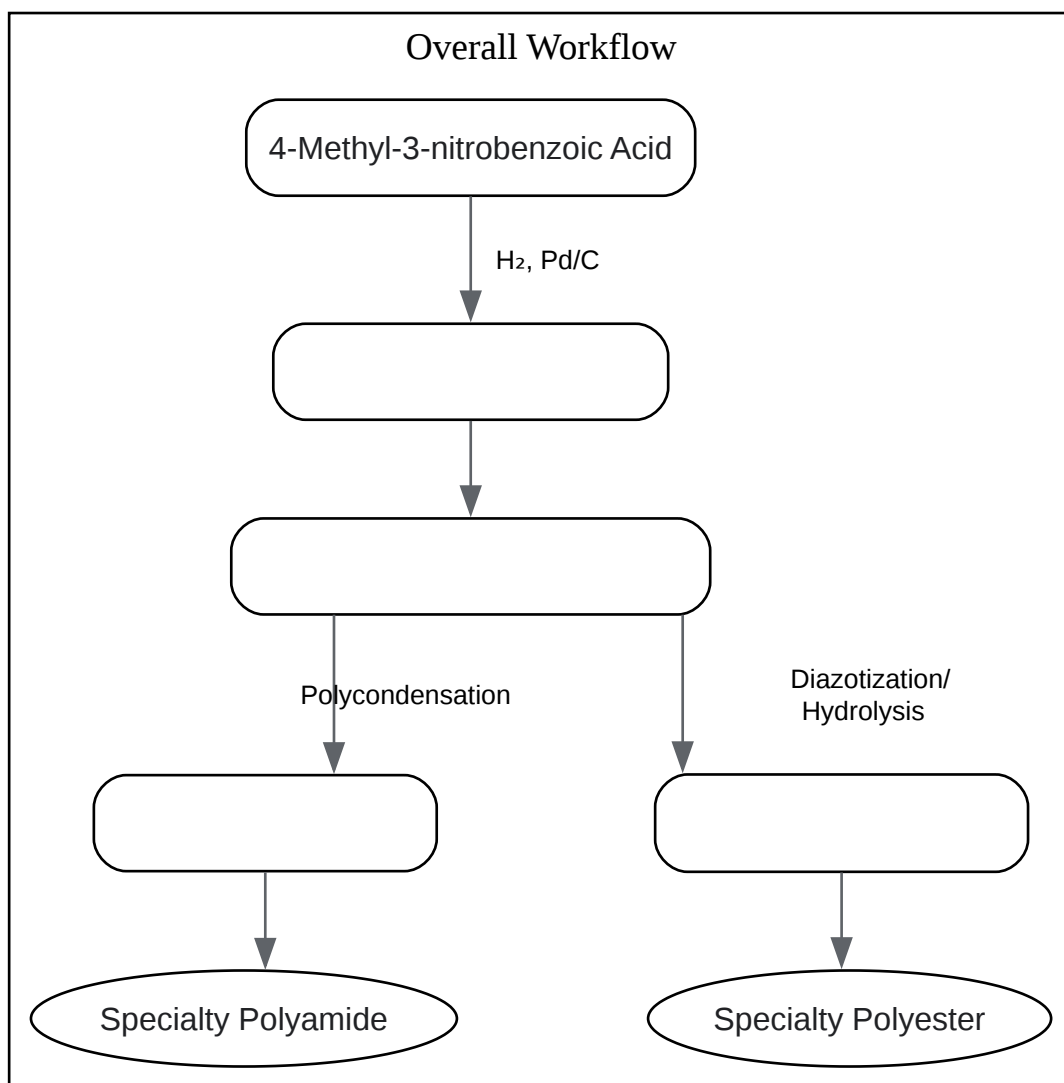 Overall Workflow
4-Methyl-3-nitrobenzoic Acid
H₂, Pd/C
Polycondensation
Diazotization/
Hydrolysis
Specialty Polyamide
Specialty Polyester